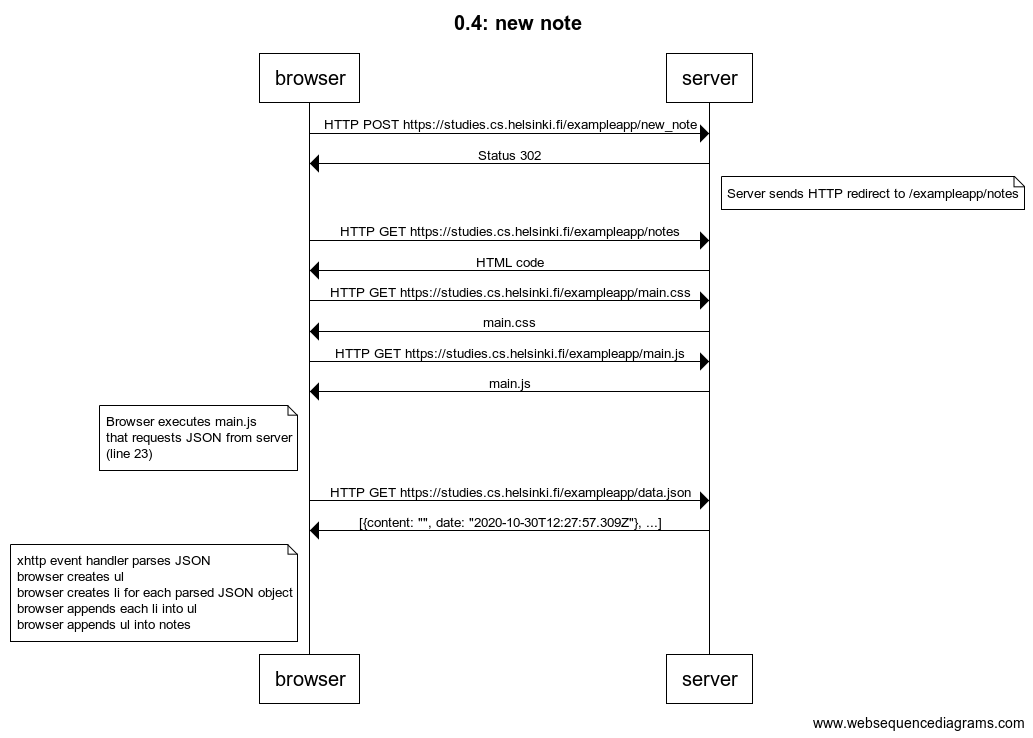 0.4: new note
browser
server
HTTP POST https://studies.cs.helsinki.fi/exampleapp/new_note
Status 302
Server sends HTTP redirect to /exampleapp/notes
HTTP GET https://studies.cs.helsinki.fi/exampleapp/notes
HTML code
HTTP GET https://studies.cs.helsinki.fi/exampleapp/main.css
main.css
HTTP GET https://studies.cs.helsinki.fi/exampleapp/main.js
main.js
Browser executes main.js
that requests JSON from server
(line 23)
HTTP GET https://studies.cs.helsinki.fi/exampleapp/data.json
[{content: "", date: "2020-10-30T12:27:57.309Z"}, ...]
xhttp event handler parses JSON
browser creates ul
browser creates li for each parsed JSON object
browser appends each li into ul
browser appends ul into notes
browser
server
www.websequencediagrams.com